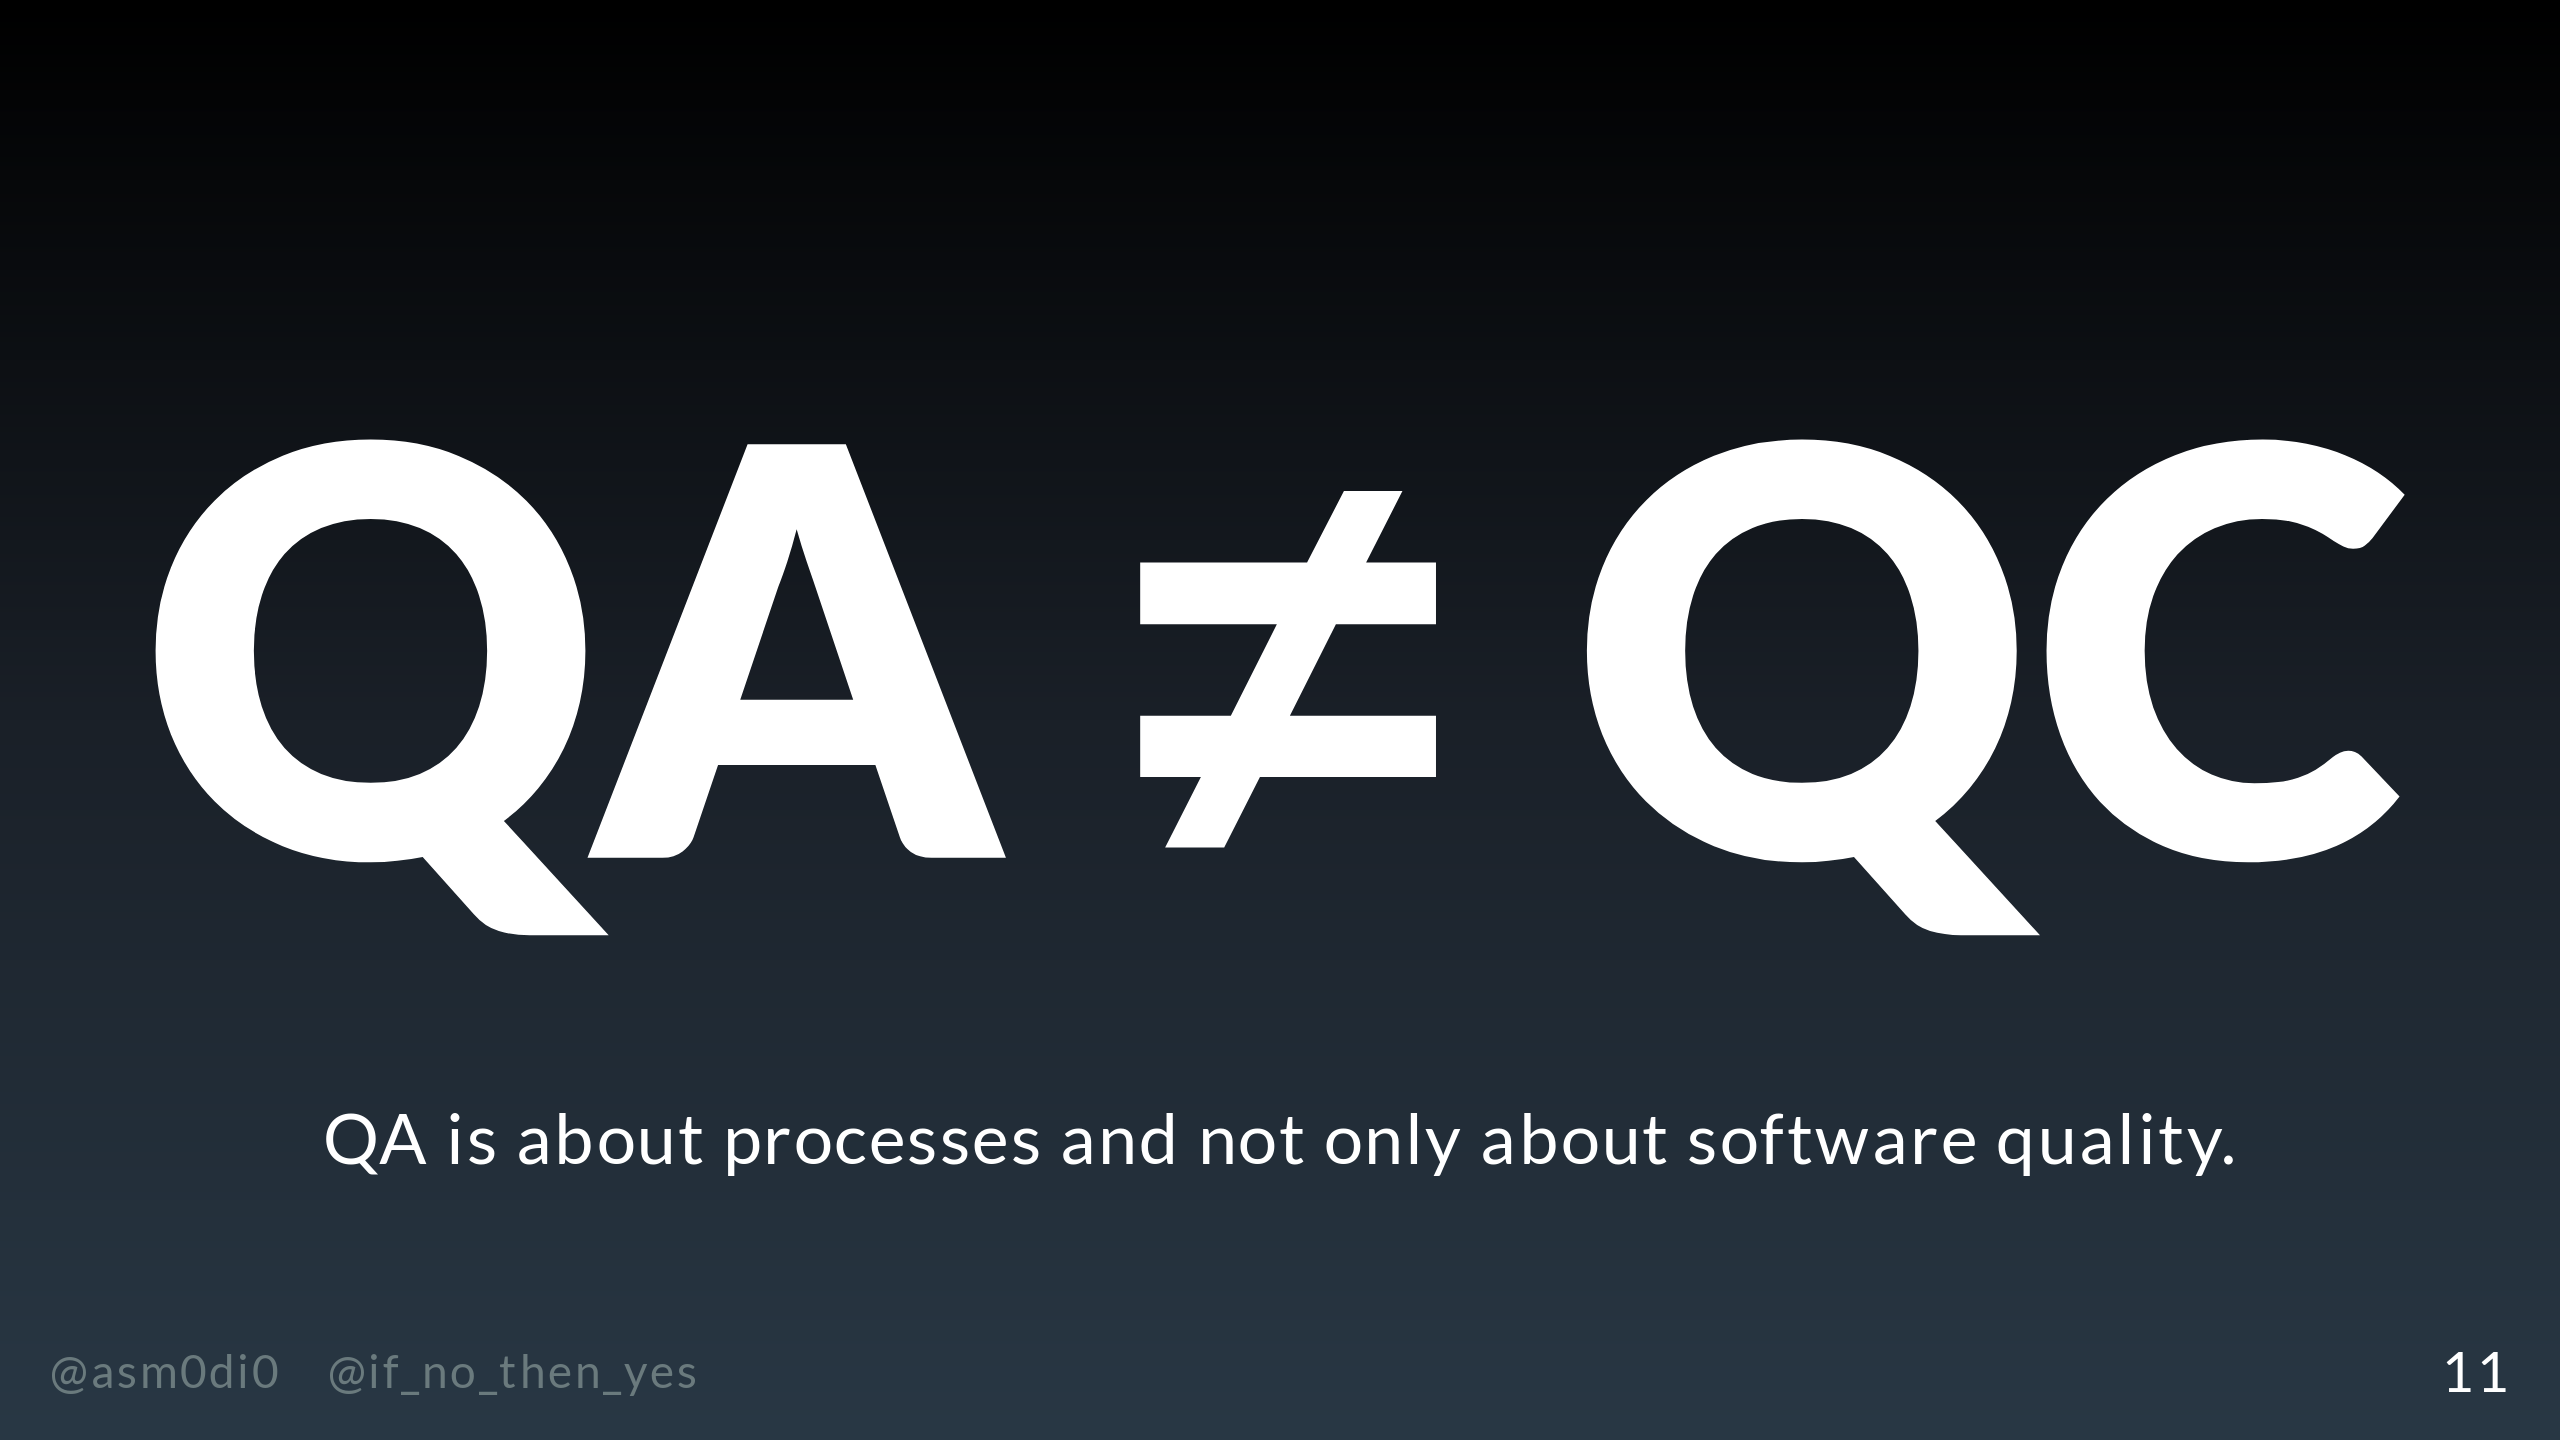 QA ≠ QC
QA is about processes and not only about software quality.
@asm0di0 @if_no_then_yes
11